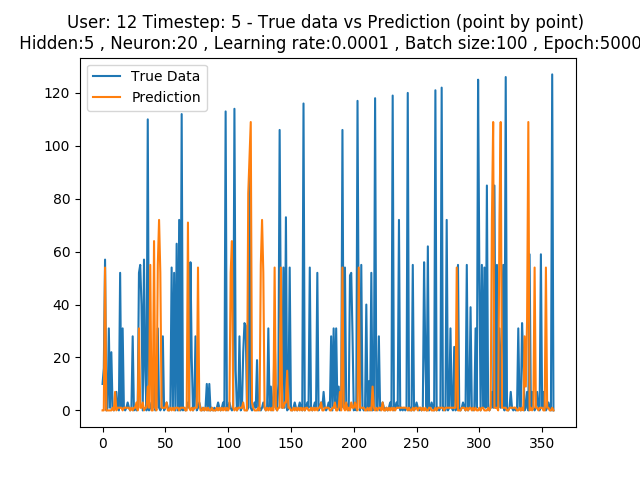 User: 12 Timestep: 5 - True data vs Prediction (point by point)
Hidden:5 , Neuron:20 , Learning rate:0.0001 , Batch size:100 , Epoch:5000
True Data
Prediction
120
100
80
60
40
20
0
0 50 100 150 200 250 300 350